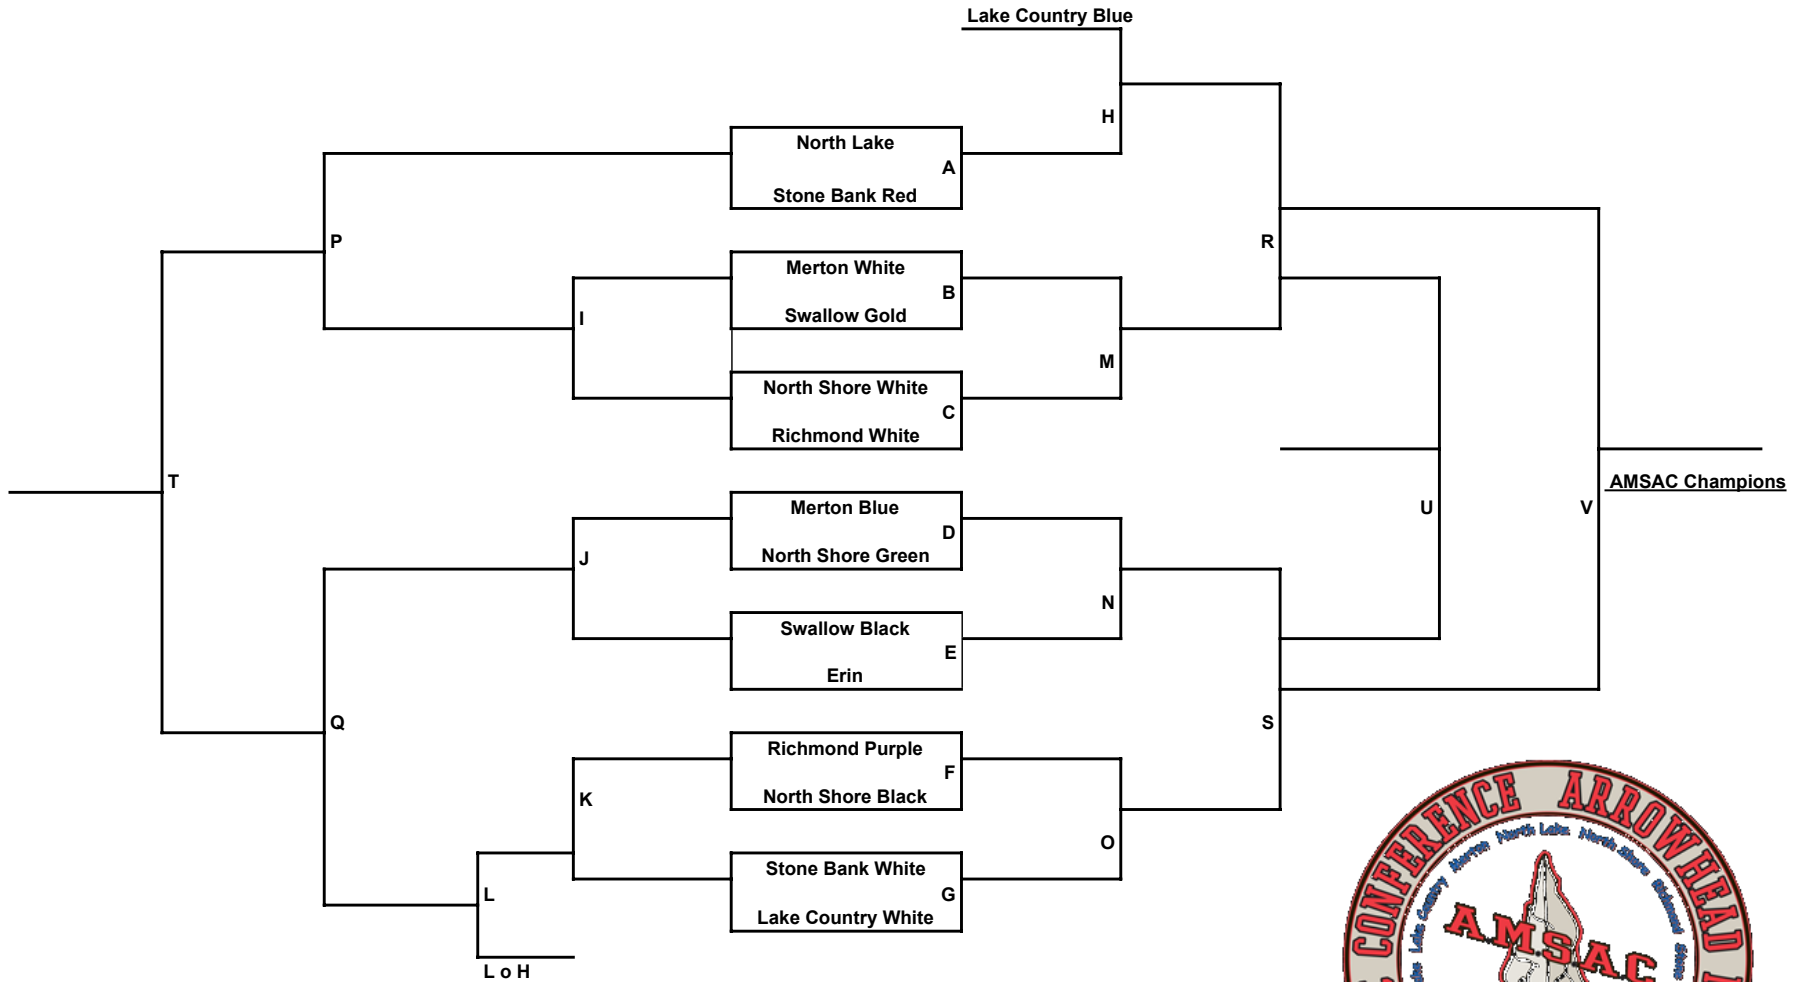 Lake Country Blue
H
North Lake
A
Stone Bank Red
P
R
Merton White
B
Swallow Gold
I
M
North Shore White
C
Richmond White
T
AMSAC Champions
Merton Blue
D
North Shore Green
U
V
J
N
Swallow Black
E
Erin
Q
S
Richmond Purple
F
North Shore Black
K
O
Stone Bank White
G
Lake Country White
L
L o H
CONFERENCE ARROWHEAD
Lake Country Merton North Lake North Shore Richmond Stone
A.M.S.A.C